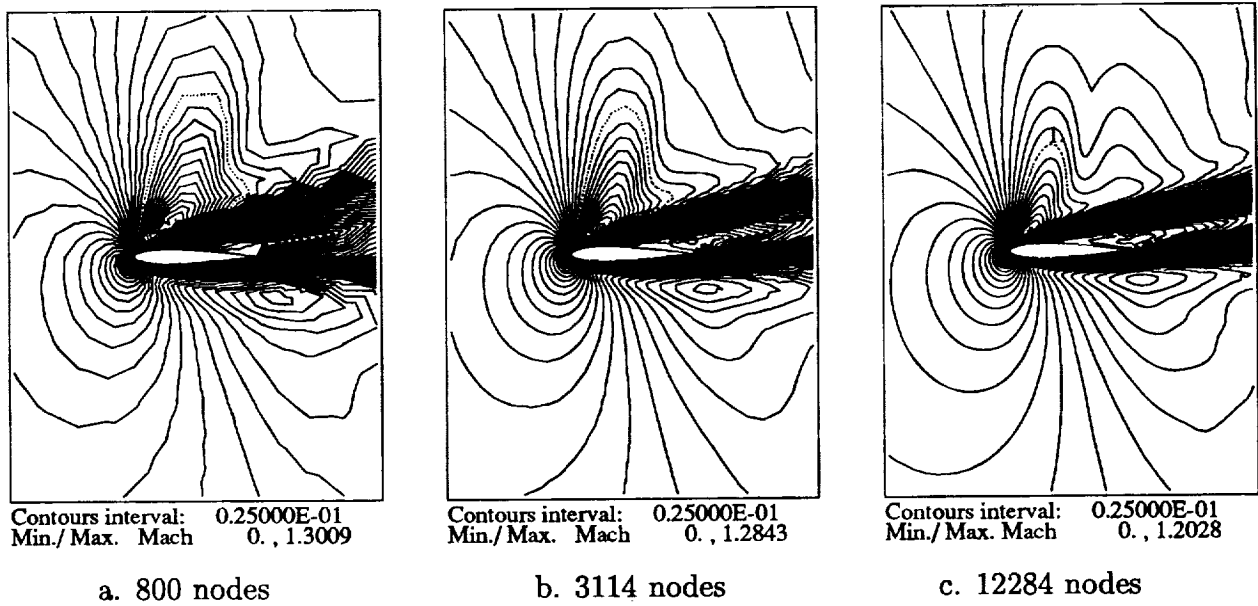 Contours interval: 0.25000E-01
Min./ Max. Mach 0. , 1.3009
a. 800 nodes
Contours interval: 0.25000E-01
Min./ Max. Mach 0. , 1.2843
b. 3114 nodes
Contours interval: 0.25000E-01
Min./ Max. Mach 0. , 1.2028
c. 12284 nodes